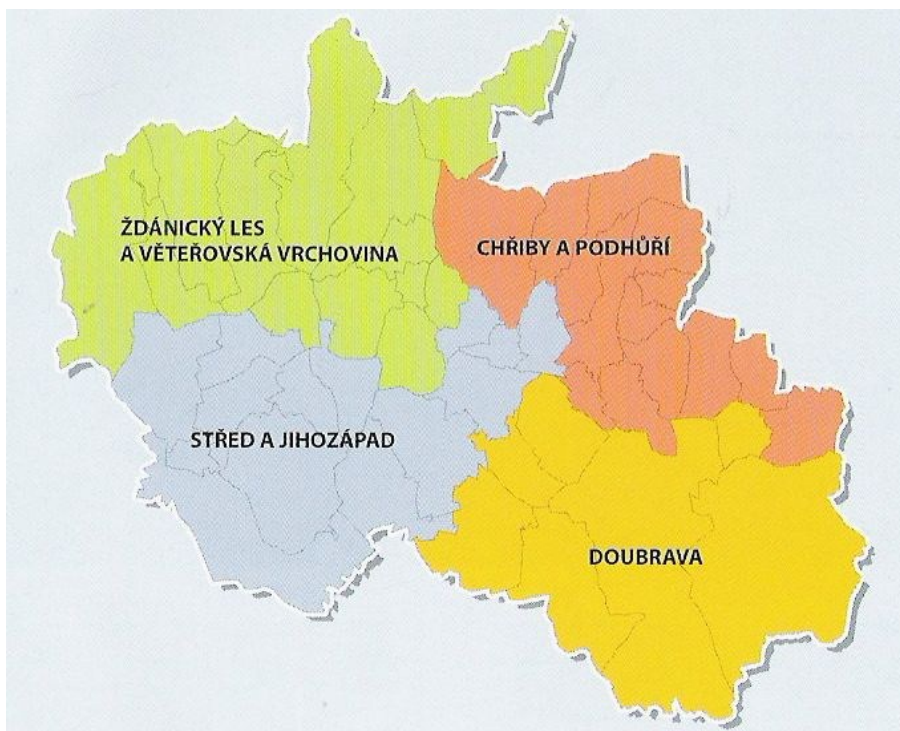 ŽDÁNICKÝ LES
A VĚTEŘOVSKÁ VRCHOVINA
CHŘIBY A PODHŮŘÍ
STŘED A JIHOZÁPAD
DOUBRAVA